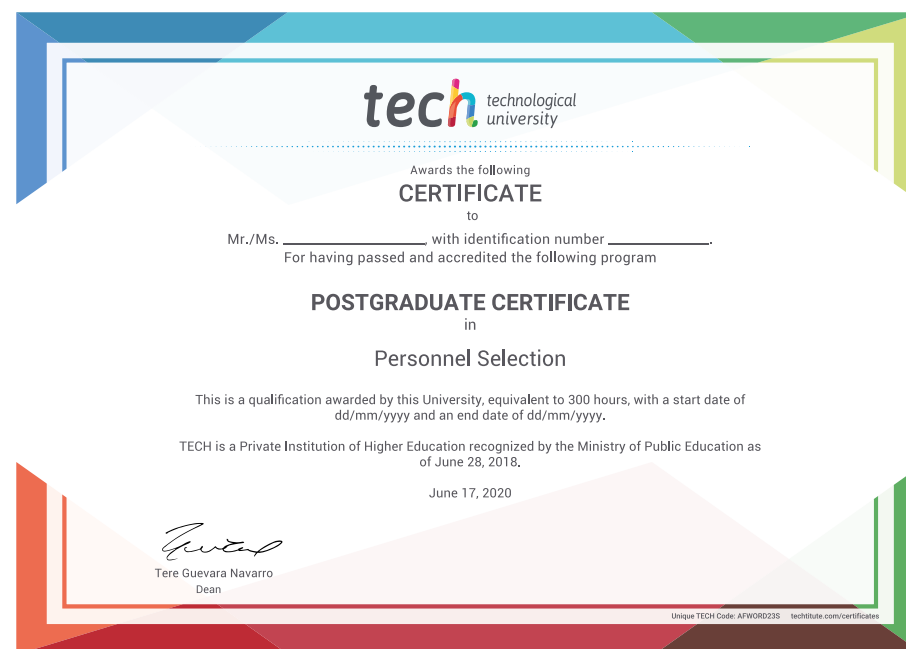 tech technological
university
Awards the following
CERTIFICATE
to
Mr./Ms. ____________________, with identification number ______________.
For having passed and accredited the following program
POSTGRADUATE CERTIFICATE
in
Personnel Selection
This is a qualification awarded by this University, equivalent to 300 hours, with a start date of
dd/mm/yyyy and an end date of dd/mm/yyyy.
TECH is a Private Institution of Higher Education recognized by the Ministry of Public Education as
of June 28, 2018.
June 17, 2020
Tere Guevara Navarro
Dean
Unique TECH Code: AFWORD23S techtitute.com/certificates